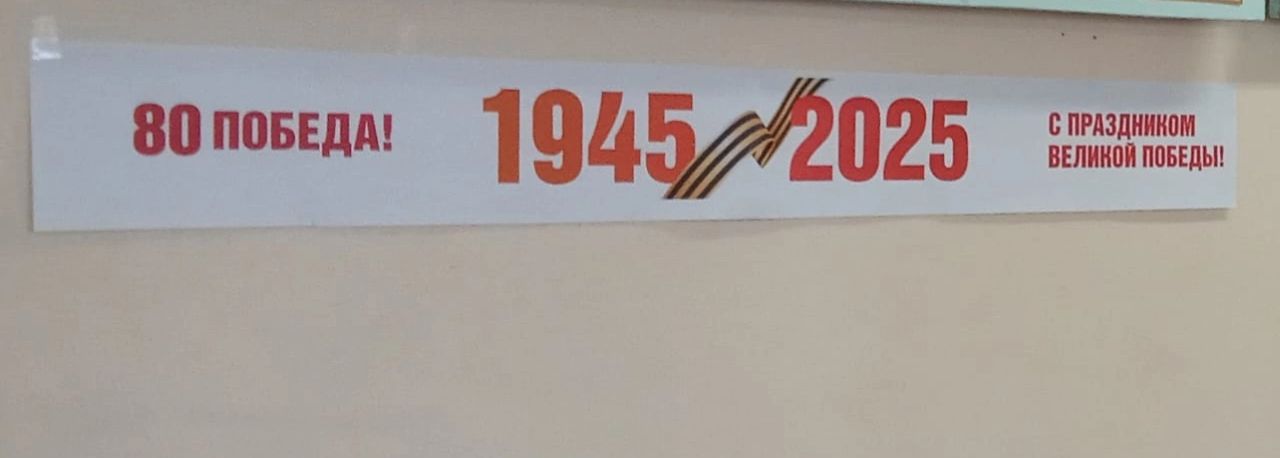 80 ПОБЕДА!
1945 2025
С ПРАЗДНИКОМ
ВЕЛИКОЙ ПОБЕДЫ!